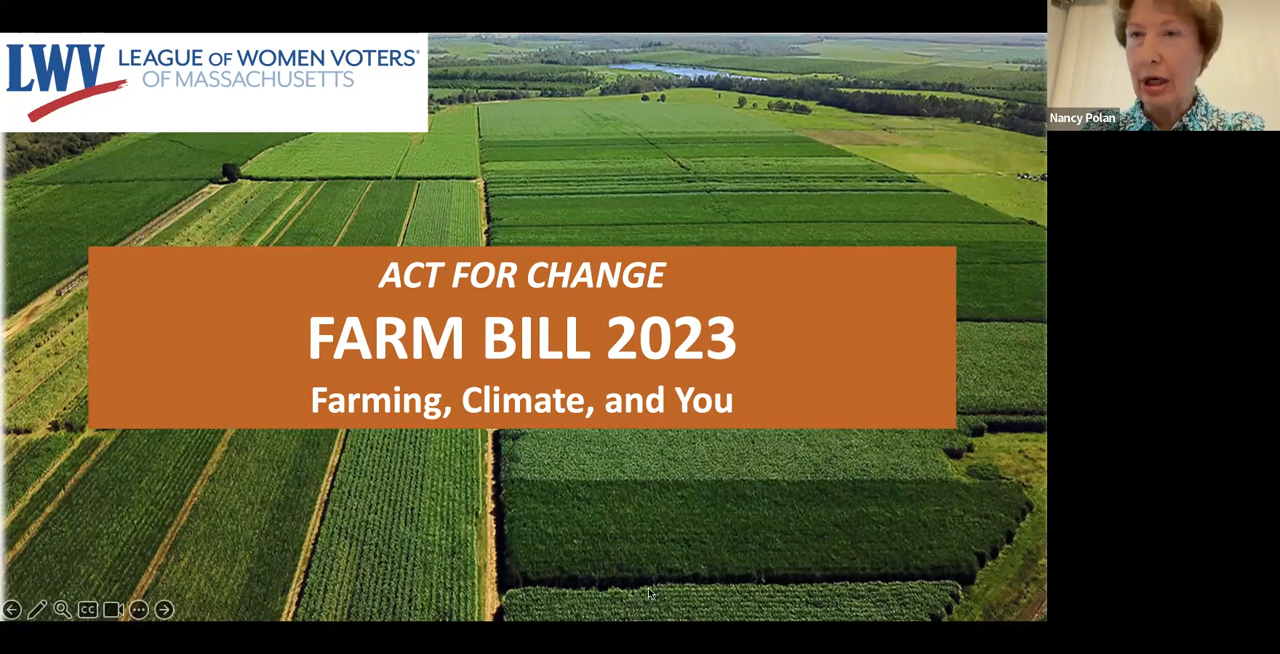 LWV LEAGUE OF WOMEN VOTERS®
OF MASSACHUSETTS
Nancy Polan
ACT FOR CHANGE
FARM BILL 2023
Farming, Climate, and You
CC